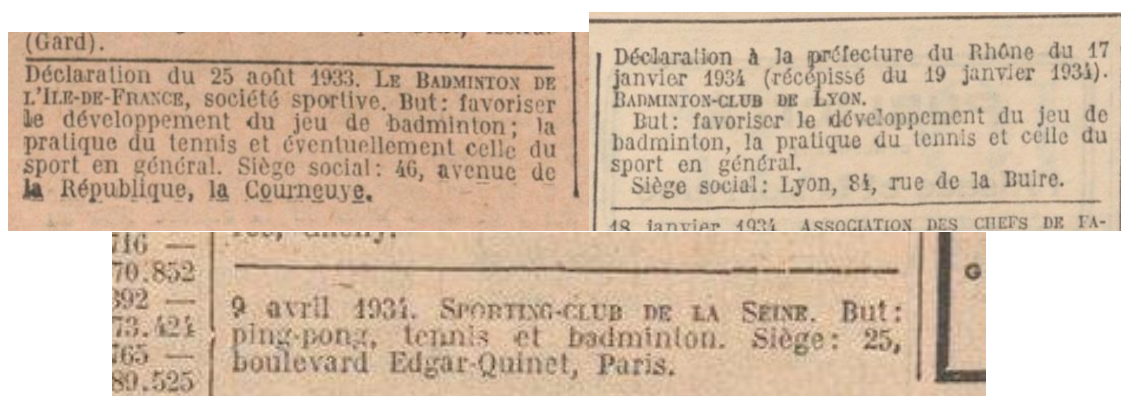 (Gard).
Déclaration du 25 août 1933. LE BADMINTON DE
L'ILE-DE-FRANCE, société sportive. But: favoriser
le développement du jeu de badminton; la
pratique du tennis et éventuellement celle du
sport en général. Siège social: 46, avenue de
la République, la Courneuve.
Déclaration à la préfecture du Rhône du 17
janvier 1934 (récépissé du 19 janvier 1934).
BADMINTON-CLUB DE LYON.
But: favoriser le développement du jeu de
badminton, la pratique du tennis et celle du
sport en général.
Siège social: Lyon, 84, rue de la Buire.
18 janvier 1934 ASSOCIATION DES CHEFS DE FA-
716 —
70.852
392 —
73.424
765 —
89.525
9 avril 1934. SPORTING-CLUB DE LA SEINE. But:
ping-pong, tennis et badminton. Siège: 25,
boulevard Edgar-Quinet, Paris.
G